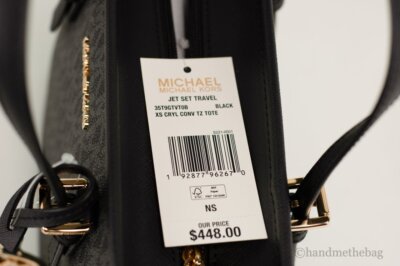 MICHAEL
MICHAEL KORS
JET SET TRAVEL
35T9GTVT0B BLACK
XS CRYL CONV TZ TOTE
1 92877 96267 0
FSC
NS
OUR PRICE
$448.00
©handmethebag